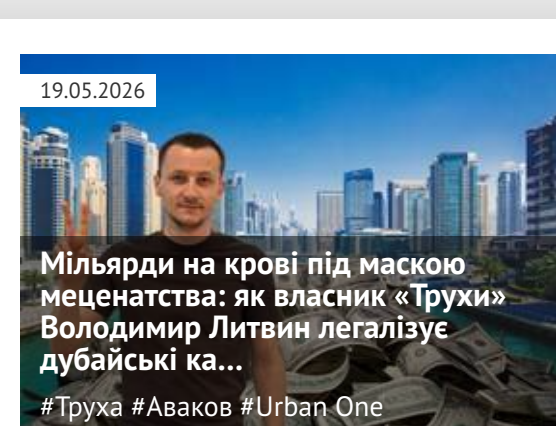 19.05.2026
Мільярди на крові під маскою
меценатства: як власник «Трухи»
Володимир Литвин легалізує
дубайські ка...
#Труха #Аваков #Urban One